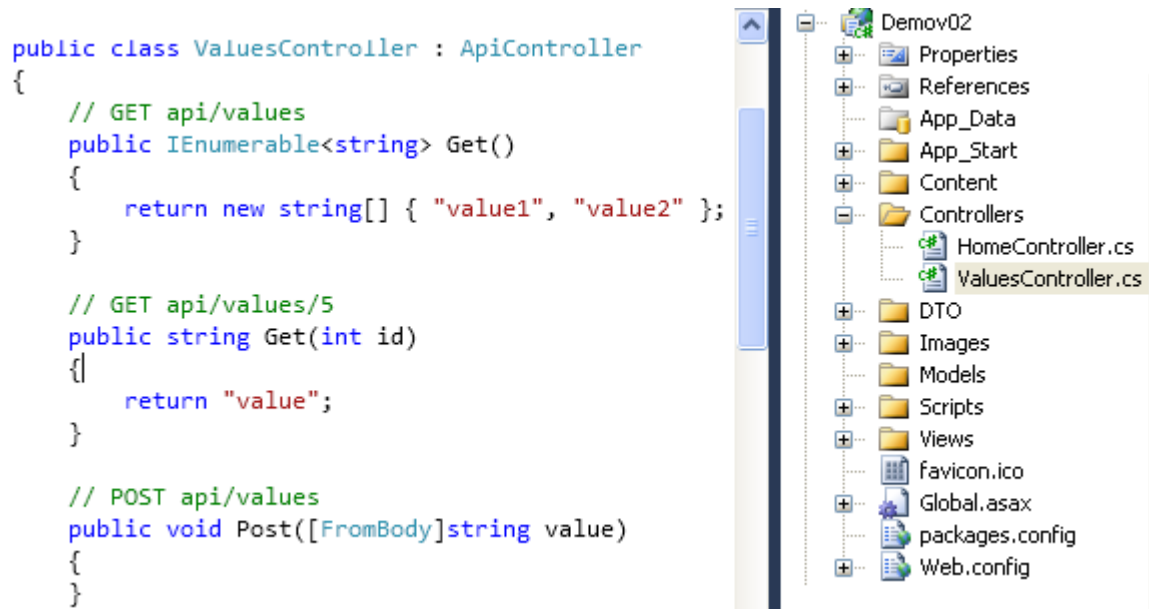 public class ValuesController : ApiController
{
    // GET api/values
    public IEnumerable<string> Get()
    {
        return new string[] { "value1", "value2" };
    }

    // GET api/values/5
    public string Get(int id)
    {
        return "value";
    }

    // POST api/values
    public void Post([FromBody]string value)
    {
    }
Demov02
Properties
References
App_Data
App_Start
Content
Controllers
HomeController.cs
ValuesController.cs
DTO
Images
Models
Scripts
Views
favicon.ico
Global.asax
packages.config
Web.config